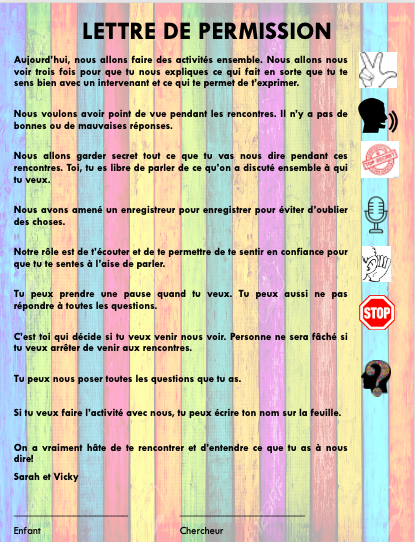 LETTRE DE PERMISSION
Aujourd'hui, nous allons faire des activités ensemble. Nous allons nous
voir trois fois pour que tu nous expliques ce qui fait en sorte que tu te
sens bien avec un intervenant et ce qui te permet de t'exprimer.
Nous voulons avoir point de vue pendant les rencontres. Il n'y a pas de
bonnes ou de mauvaises réponses.
Nous allons garder secret tout ce que tu vas nous dire pendant ces
rencontres. Toi, tu es libre de parler de ce qu'on a discuté ensemble à qui
tu veux.
Nous avons amené un enregistreur pour enregistrer pour éviter d'oublier
des choses.
Notre rôle est de t'écouter et de te permettre de te sentir en confiance pour
que tu te sentes à l'aise de parler.
Tu peux prendre une pause quand tu veux. Tu peux aussi ne pas
répondre à toutes les questions.
STOP
C'est toi qui décide si tu veux venir nous voir. Personne ne sera fâché si
tu veux arrêter de venir aux rencontres.
Tu peux nous poser toutes les questions que tu as.
?
Si tu veux faire l'activité avec nous, tu peux écrire ton nom sur la feuille.
On a vraiment hâte de te rencontrer et d'entendre ce que tu as à nous
dire!
Sarah et Vicky
Enfant Chercheur